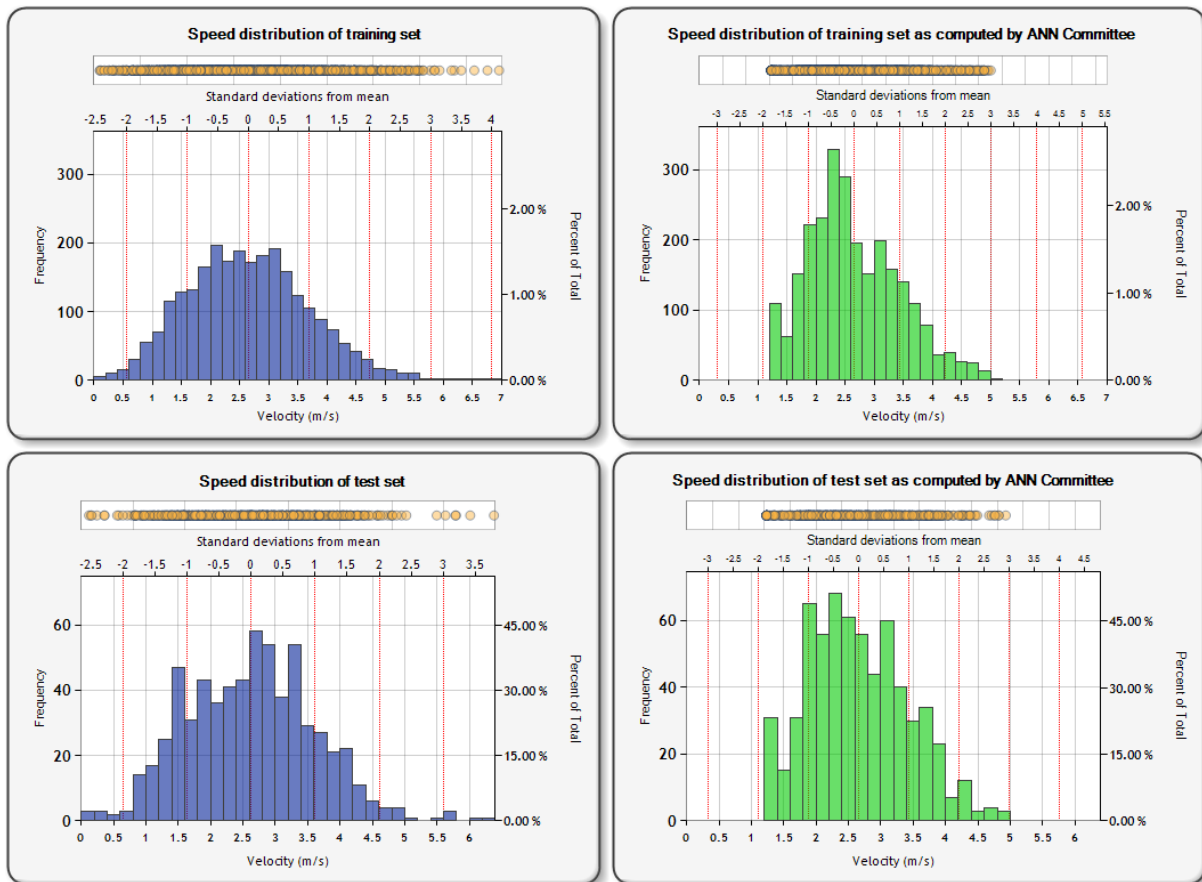 Speed distribution of training set
Standard deviations from mean
-2.5 -2 -1.5 -1 -0.5 0 0.5 1 1.5 2 2.5 3 3.5 4
300
200
100
0
Frequency
2.00 %
1.00 %
0.00 %
Percent of Total
0 0.5 1 1.5 2 2.5 3 3.5 4 4.5 5 5.5 6 6.5 7
Velocity (m/s)
Speed distribution of training set as computed by ANN Committee
Standard deviations from mean
-3 -2.5 -2 -1.5 -1 -0.5 0 0.5 1 1.5 2 2.5 3 3.5 4 4.5 5 5.5
300
200
100
0
Frequency
2.00 %
1.00 %
0.00 %
Percent of Total
0 0.5 1 1.5 2 2.5 3 3.5 4 4.5 5 5.5 6 6.5 7
Velocity (m/s)
Speed distribution of test set
Standard deviations from mean
-2.5 -2 -1.5 -1 -0.5 0 0.5 1 1.5 2 2.5 3 3.5
60
40
20
0
Frequency
45.00 %
30.00 %
15.00 %
0.00 %
Percent of Total
0 0.5 1 1.5 2 2.5 3 3.5 4 4.5 5 5.5 6
Velocity (m/s)
Speed distribution of test set as computed by ANN Committee
Standard deviations from mean
-3 -2.5 -2 -1.5 -1 -0.5 0 0.5 1 1.5 2 2.5 3 3.5 4 4.5
60
40
20
0
Frequency
45.00 %
30.00 %
15.00 %
0.00 %
Percent of Total
0 0.5 1 1.5 2 2.5 3 3.5 4 4.5 5 5.5 6
Velocity (m/s)